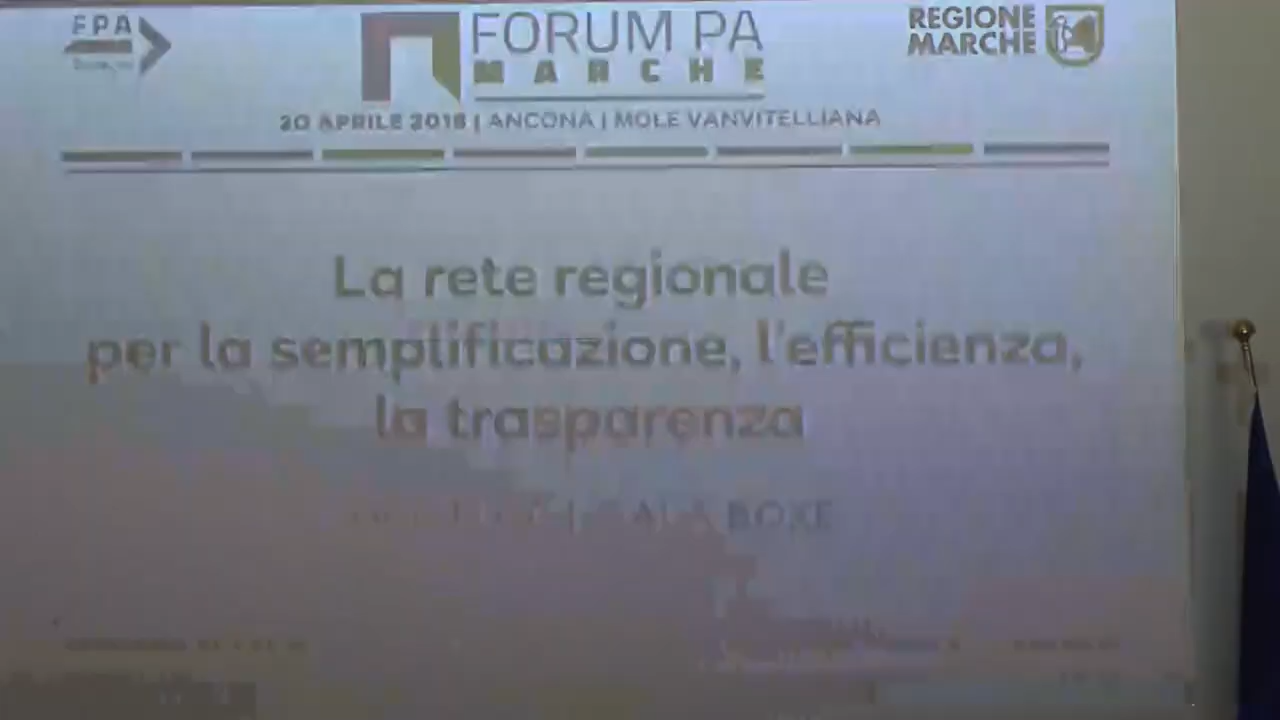 FPA
FORUM PA
MARCHE
REGIONE
MARCHE
20 APRILE 2018 | ANCONA | MOLE VANVITELLIANA
La rete regionale
per la semplificazione, l'efficienza,
la trasparenza
BOXE